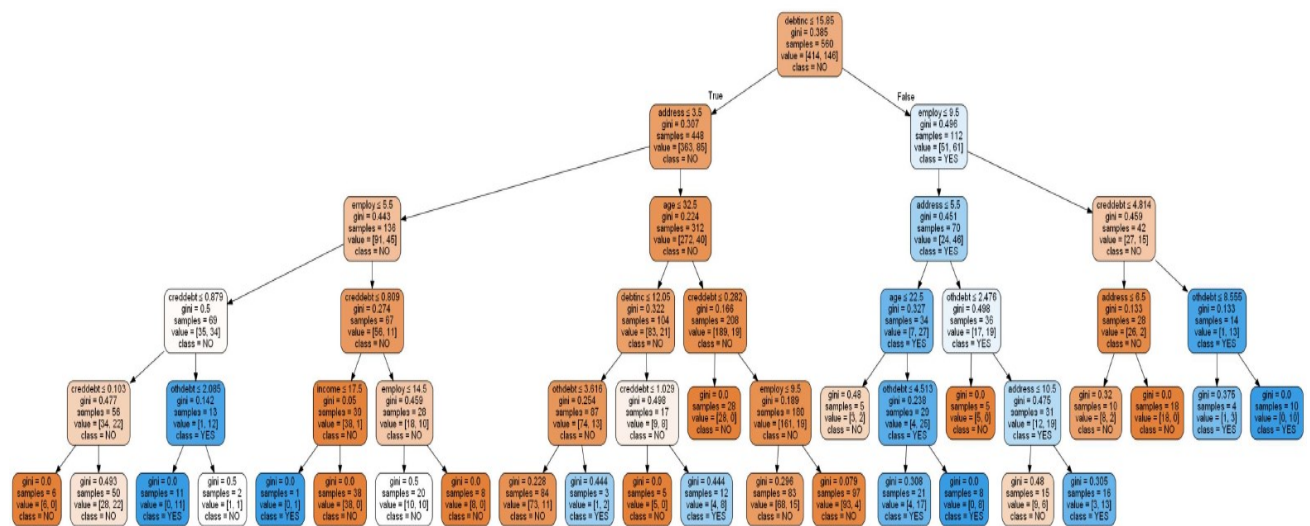 debtinc ≤ 15.85
gini = 0.385
samples = 560
value = [414, 146]
class = NO
True
False
address ≤ 3.5
gini = 0.307
samples = 448
value = [363, 85]
class = NO
employ ≤ 9.5
gini = 0.496
samples = 112
value = [51, 61]
class = YES
employ ≤ 5.5
gini = 0.443
samples = 136
value = [91, 45]
class = NO
age ≤ 32.5
gini = 0.224
samples = 312
value = [272, 40]
class = NO
address ≤ 5.5
gini = 0.451
samples = 70
value = [24, 46]
class = YES
creddebt ≤ 4.814
gini = 0.459
samples = 42
value = [27, 15]
class = NO
creddebt ≤ 0.879
gini = 0.5
samples = 69
value = [35, 34]
class = NO
creddebt ≤ 0.809
gini = 0.274
samples = 67
value = [56, 11]
class = NO
debtinc ≤ 12.05
gini = 0.322
samples = 104
value = [83, 21]
class = NO
creddebt ≤ 0.282
gini = 0.166
samples = 208
value = [189, 19]
class = NO
age ≤ 22.5
gini = 0.327
samples = 34
value = [7, 27]
class = YES
othdebt ≤ 2.476
gini = 0.498
samples = 36
value = [17, 19]
class = YES
address ≤ 6.5
gini = 0.133
samples = 28
value = [26, 2]
class = NO
othdebt ≤ 8.555
gini = 0.133
samples = 14
value = [1, 13]
class = YES
creddebt ≤ 0.103
gini = 0.477
samples = 56
value = [34, 22]
class = NO
othdebt ≤ 2.085
gini = 0.142
samples = 13
value = [1, 12]
class = YES
income ≤ 17.5
gini = 0.05
samples = 39
value = [38, 1]
class = NO
employ ≤ 14.5
gini = 0.459
samples = 28
value = [18, 10]
class = NO
othdebt ≤ 3.616
gini = 0.254
samples = 87
value = [74, 13]
class = NO
creddebt ≤ 1.029
gini = 0.498
samples = 17
value = [9, 8]
class = NO
gini = 0.0
samples = 28
value = [28, 0]
class = NO
employ ≤ 9.5
gini = 0.189
samples = 180
value = [161, 19]
class = NO
gini = 0.48
samples = 5
value = [3, 2]
class = NO
othdebt ≤ 4.513
gini = 0.238
samples = 29
value = [4, 25]
class = YES
gini = 0.0
samples = 5
value = [5, 0]
class = NO
address ≤ 10.5
gini = 0.475
samples = 31
value = [12, 19]
class = YES
gini = 0.32
samples = 10
value = [8, 2]
class = NO
gini = 0.0
samples = 18
value = [18, 0]
class = NO
gini = 0.375
samples = 4
value = [1, 3]
class = YES
gini = 0.0
samples = 10
value = [0, 10]
class = YES
gini = 0.0
samples = 6
value = [6, 0]
class = NO
gini = 0.493
samples = 50
value = [28, 22]
class = NO
gini = 0.0
samples = 11
value = [0, 11]
class = YES
gini = 0.5
samples = 2
value = [1, 1]
class = NO
gini = 0.0
samples = 1
value = [0, 1]
class = YES
gini = 0.0
samples = 38
value = [38, 0]
class = NO
gini = 0.5
samples = 20
value = [10, 10]
class = NO
gini = 0.0
samples = 8
value = [8, 0]
class = NO
gini = 0.228
samples = 84
value = [73, 11]
class = NO
gini = 0.444
samples = 3
value = [1, 2]
class = YES
gini = 0.0
samples = 5
value = [5, 0]
class = NO
gini = 0.444
samples = 12
value = [4, 8]
class = YES
gini = 0.296
samples = 83
value = [68, 15]
class = NO
gini = 0.079
samples = 97
value = [93, 4]
class = NO
gini = 0.308
samples = 21
value = [4, 17]
class = YES
gini = 0.0
samples = 8
value = [0, 8]
class = YES
gini = 0.48
samples = 15
value = [9, 6]
class = NO
gini = 0.305
samples = 16
value = [3, 13]
class = YES